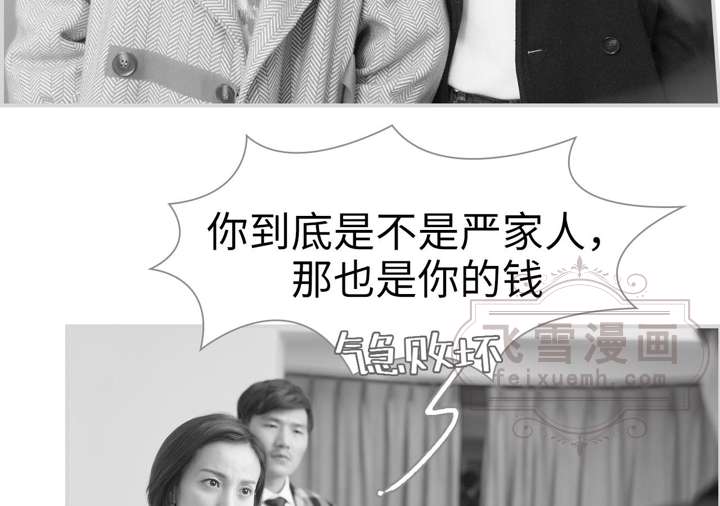 你到底是不是严家人，
那也是你的钱
气急败坏
飞雪漫画
feixuemh.com